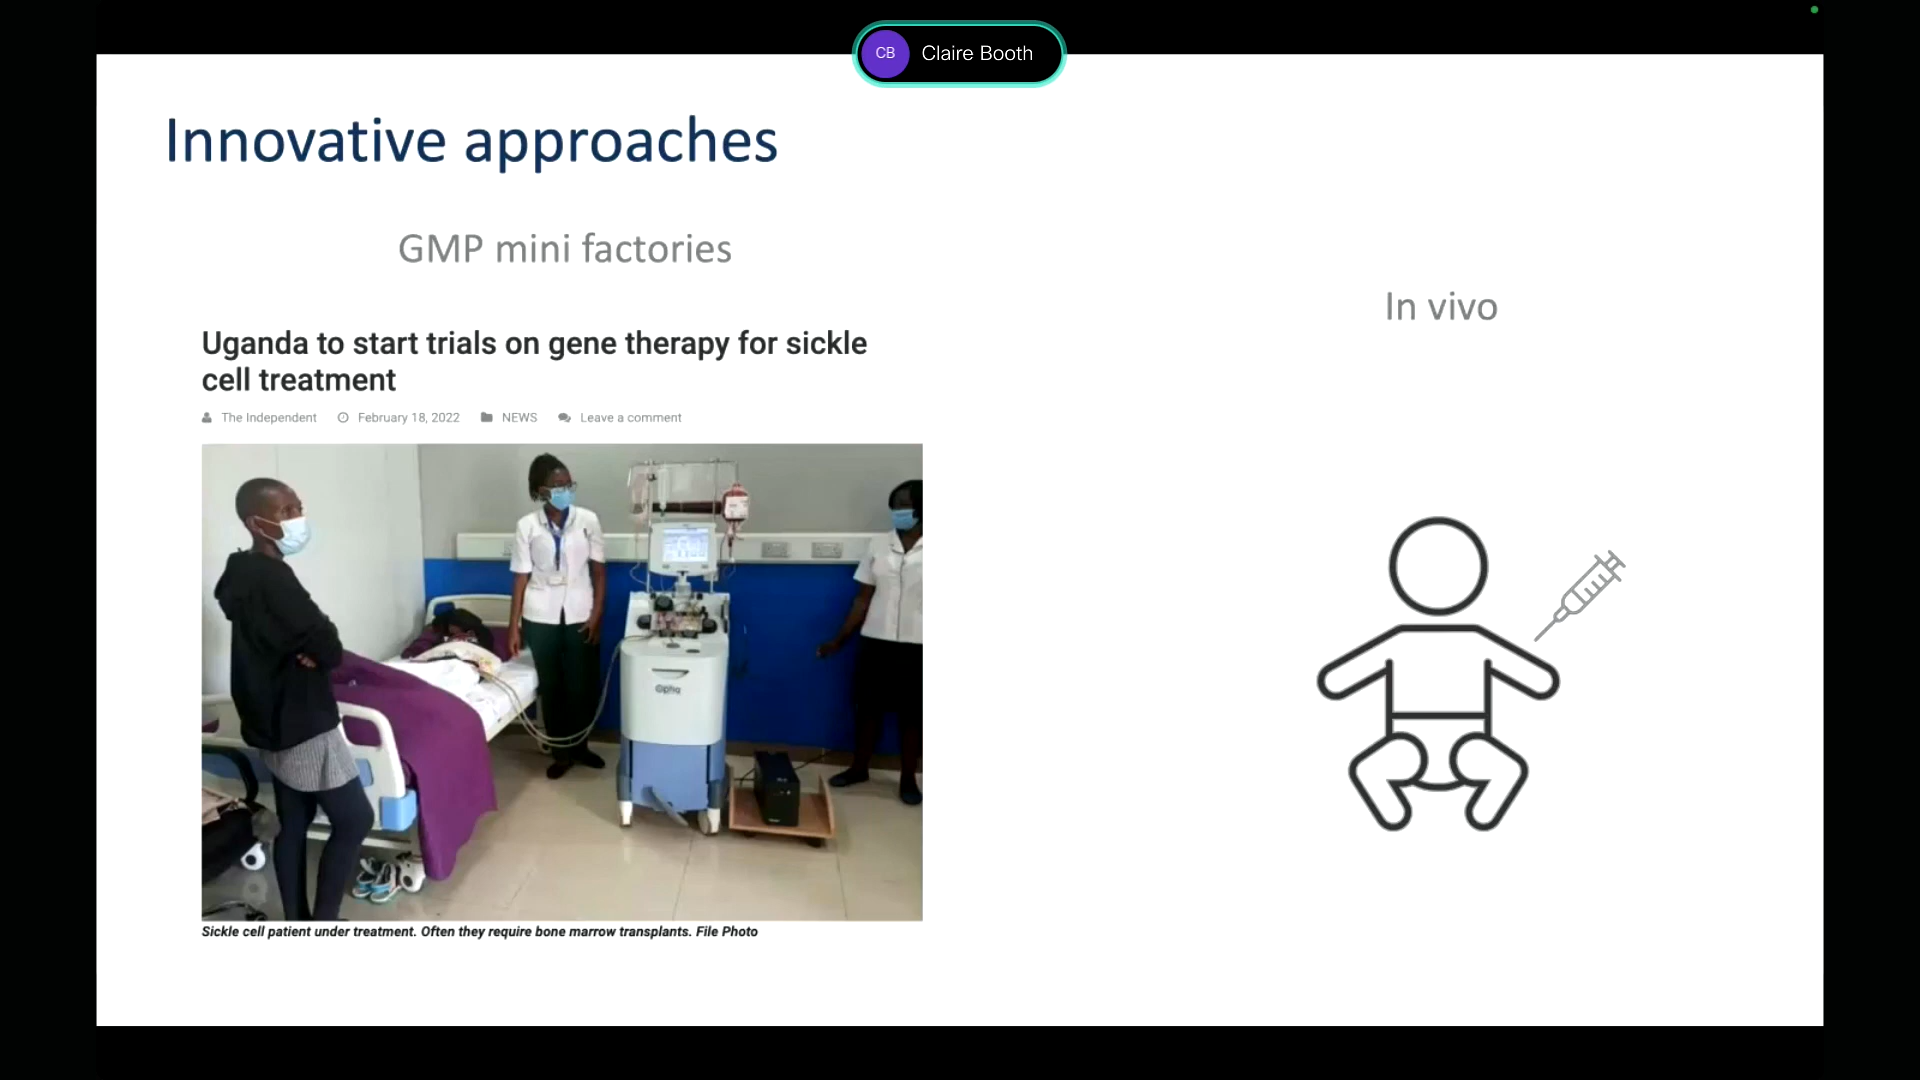 CB Claire Booth
Innovative approaches
GMP mini factories
In vivo
Uganda to start trials on gene therapy for sickle
cell treatment
The Independent February 18, 2022 NEWS Leave a comment
Sickle cell patient under treatment. Often they require bone marrow transplants. File Photo